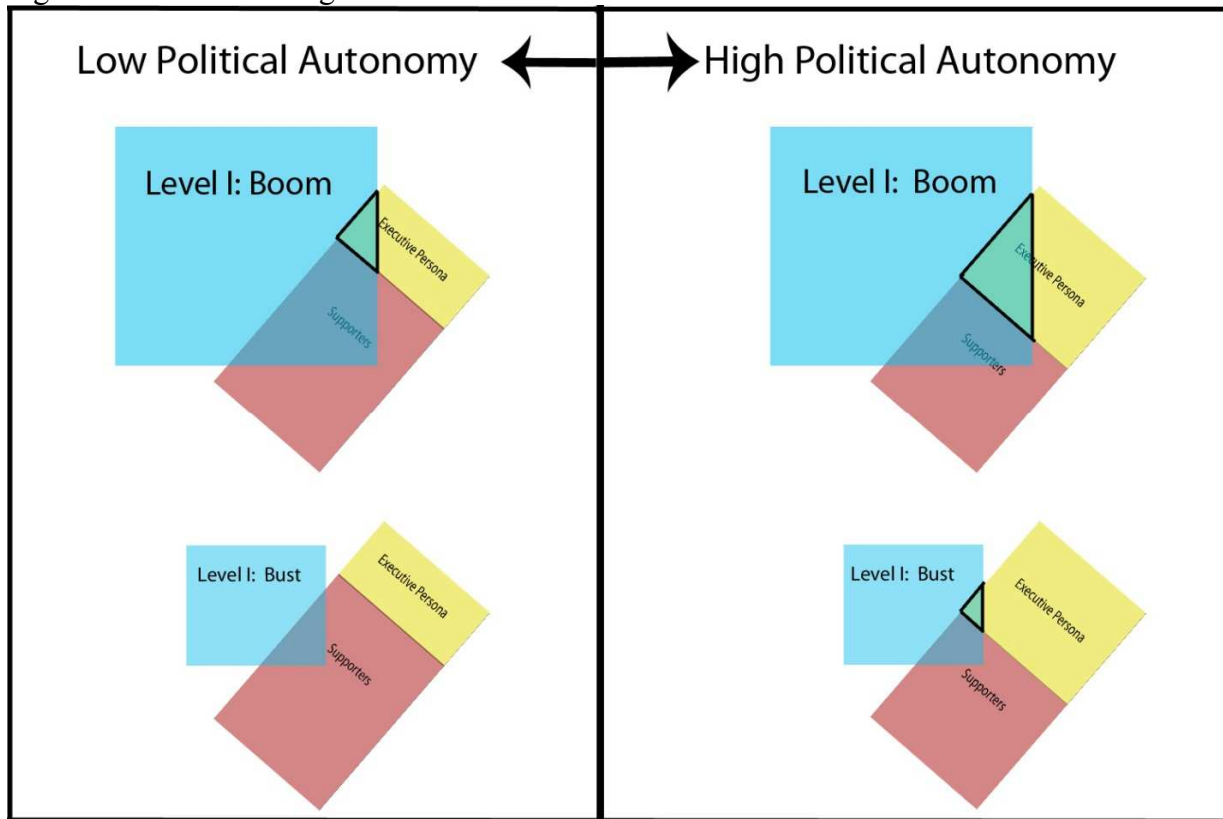 Low Political Autonomy
High Political Autonomy
Level I: Boom
Executive Persona
Supporters
Level I: Boom
Executive Persona
Supporters
Level I: Bust
Executive Persona
Supporters
Level I: Bust
Executive Persona
Supporters